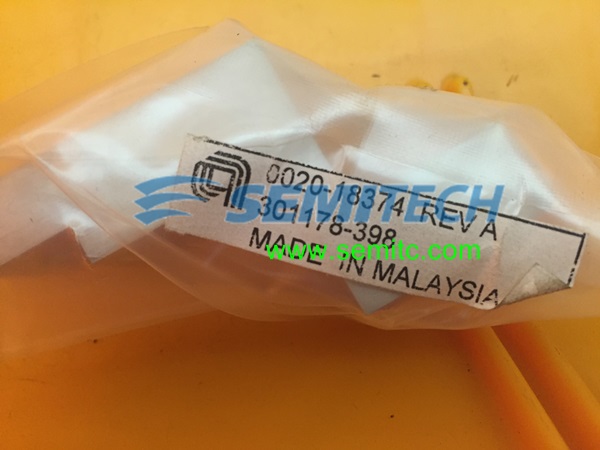 0020-18374 REV A
301178-398
MADE IN MALAYSIA
SEMITECH
www.semitc.com